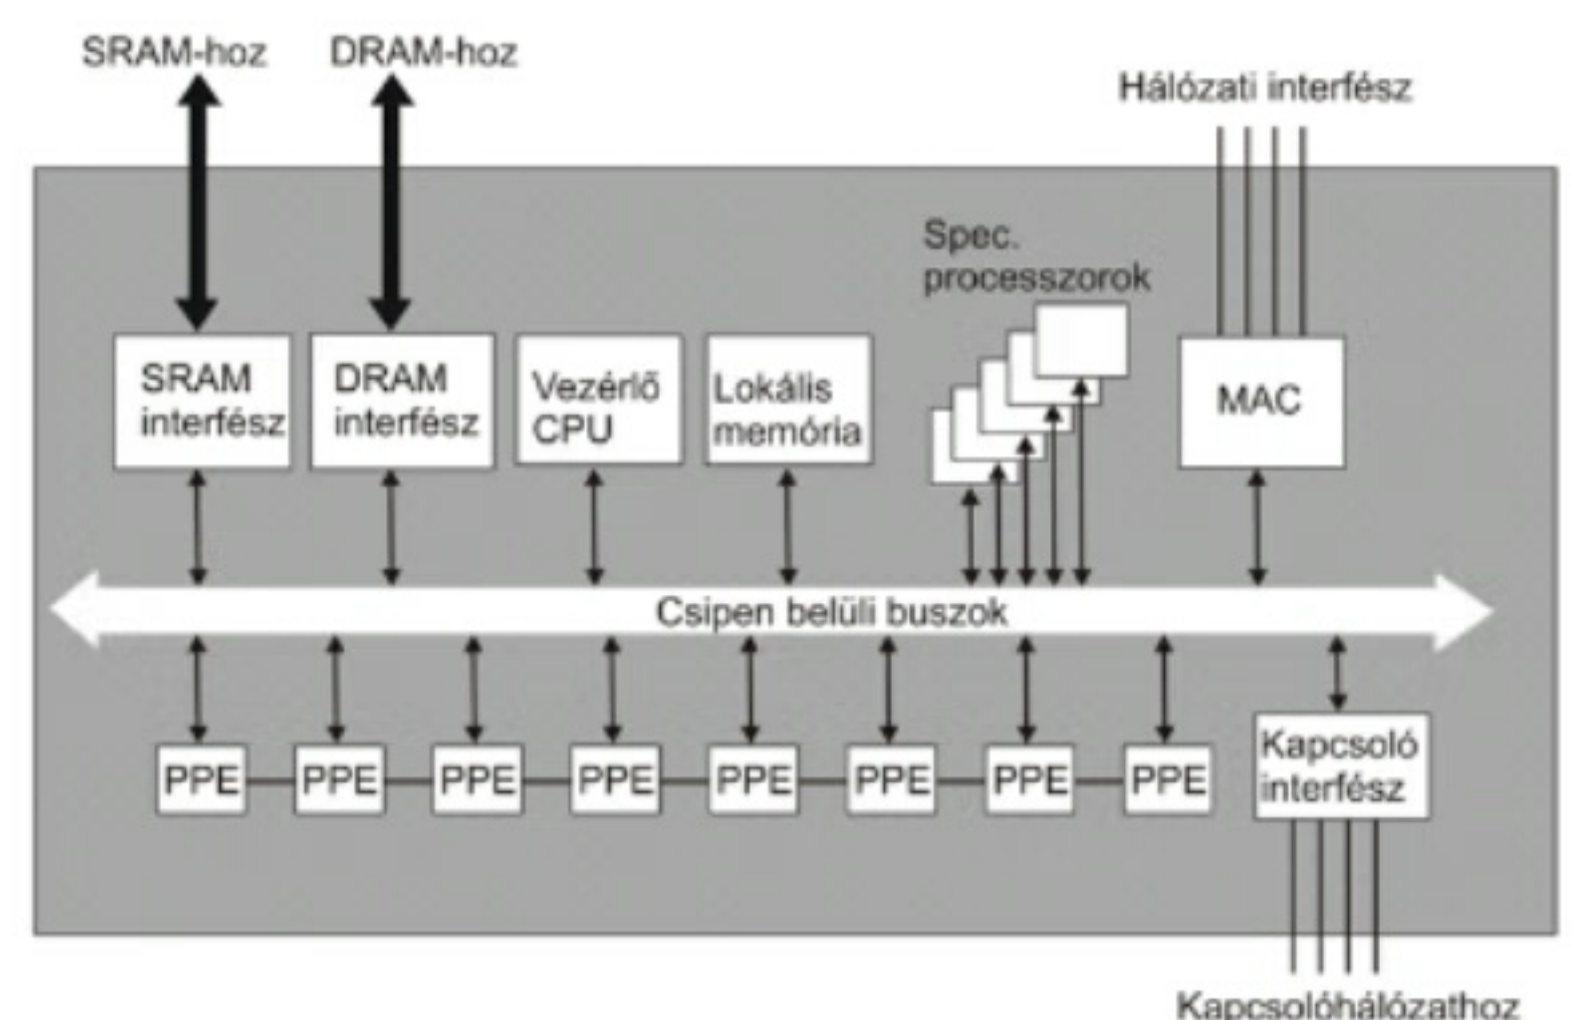 SRAM-hoz
DRAM-hoz
Hálózati interfész
Spec.
processzorok
SRAM
interfész
DRAM
interfész
Vezérlő
CPU
Lokális
memória
MAC
Csipen belüli buszok
PPE
PPE
PPE
PPE
PPE
PPE
PPE
PPE
Kapcsoló
interfész
Kapcsolóhálózathoz